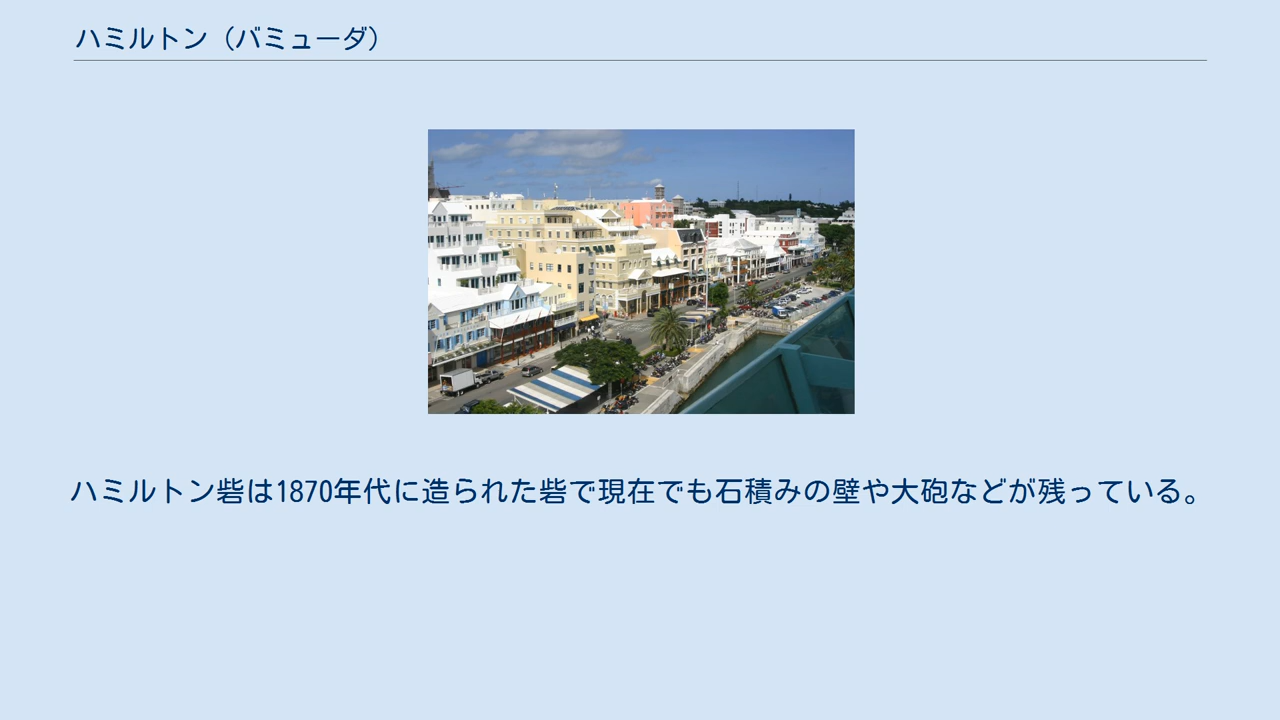 ハミルトン（バミューダ）
ハミルトン砦は1870年代に造られた砦で現在でも石積みの壁や大砲などが残っている。